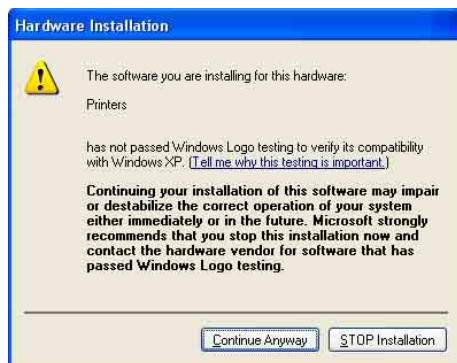 Hardware Installation
The software you are installing for this hardware:
Printers
has not passed Windows Logo testing to verify its compatibility
with Windows XP. (Tell me why this testing is important.)
Continuing your installation of this software may impair
or destabilize the correct operation of your system
either immediately or in the future. Microsoft strongly
recommends that you stop this installation now and
contact the hardware vendor for software that has
passed Windows Logo testing.
Continue Anyway STOP Installation